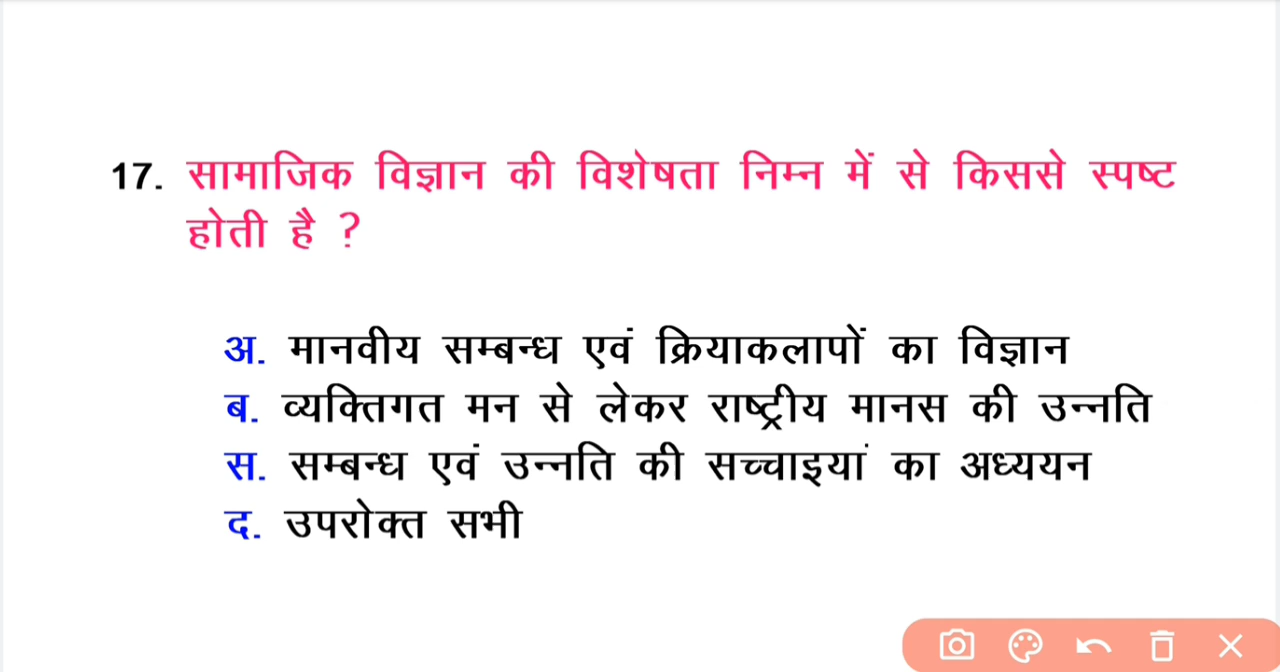 17. सामाजिक विज्ञान की विशेषता निम्न में से किससे स्पष्ट
होती है ?
अ. मानवीय सम्बन्ध एवं क्रियाकलापों का विज्ञान
ब. व्यक्तिगत मन से लेकर राष्ट्रीय मानस की उन्नति
स. सम्बन्ध एवं उन्नति की सच्चाइयां का अध्ययन
द. उपरोक्त सभी